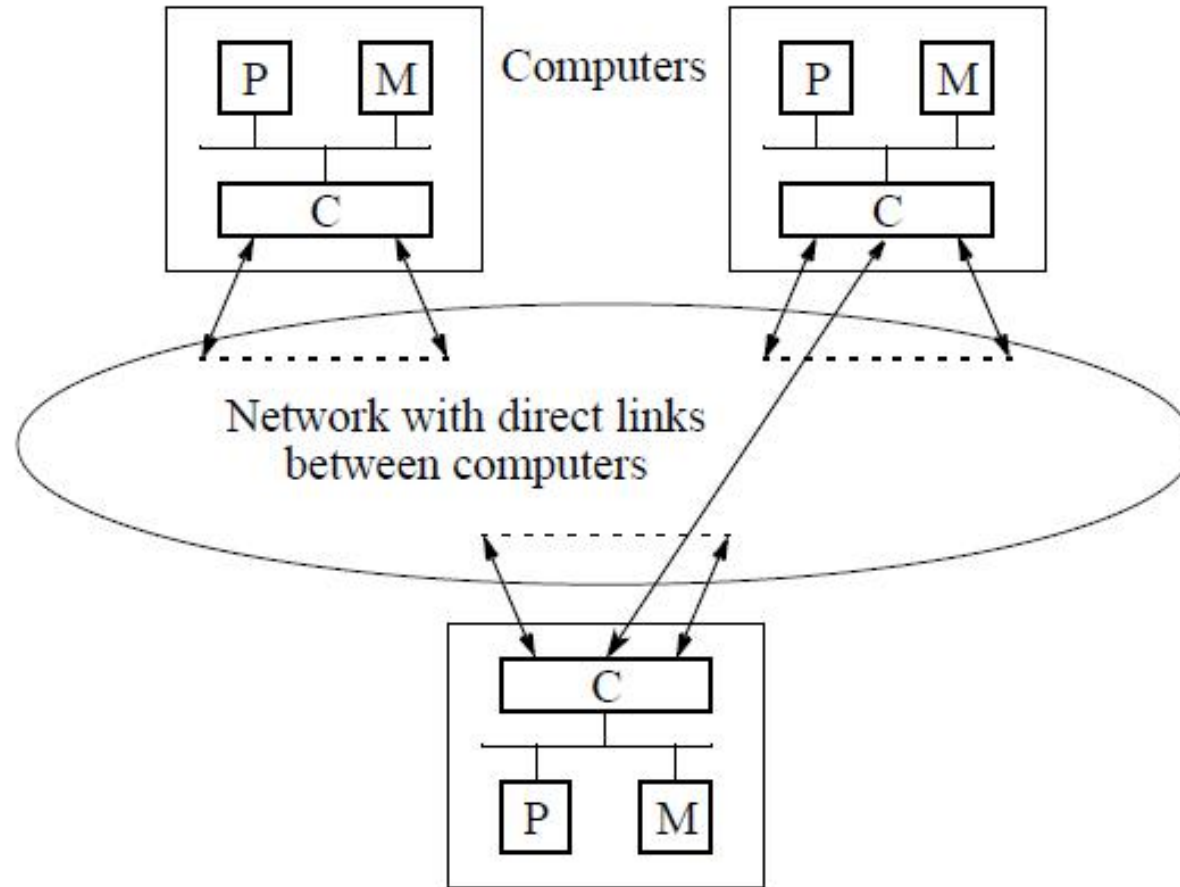 P M Computers P M
C C
Network with direct links
between computers
C
P M